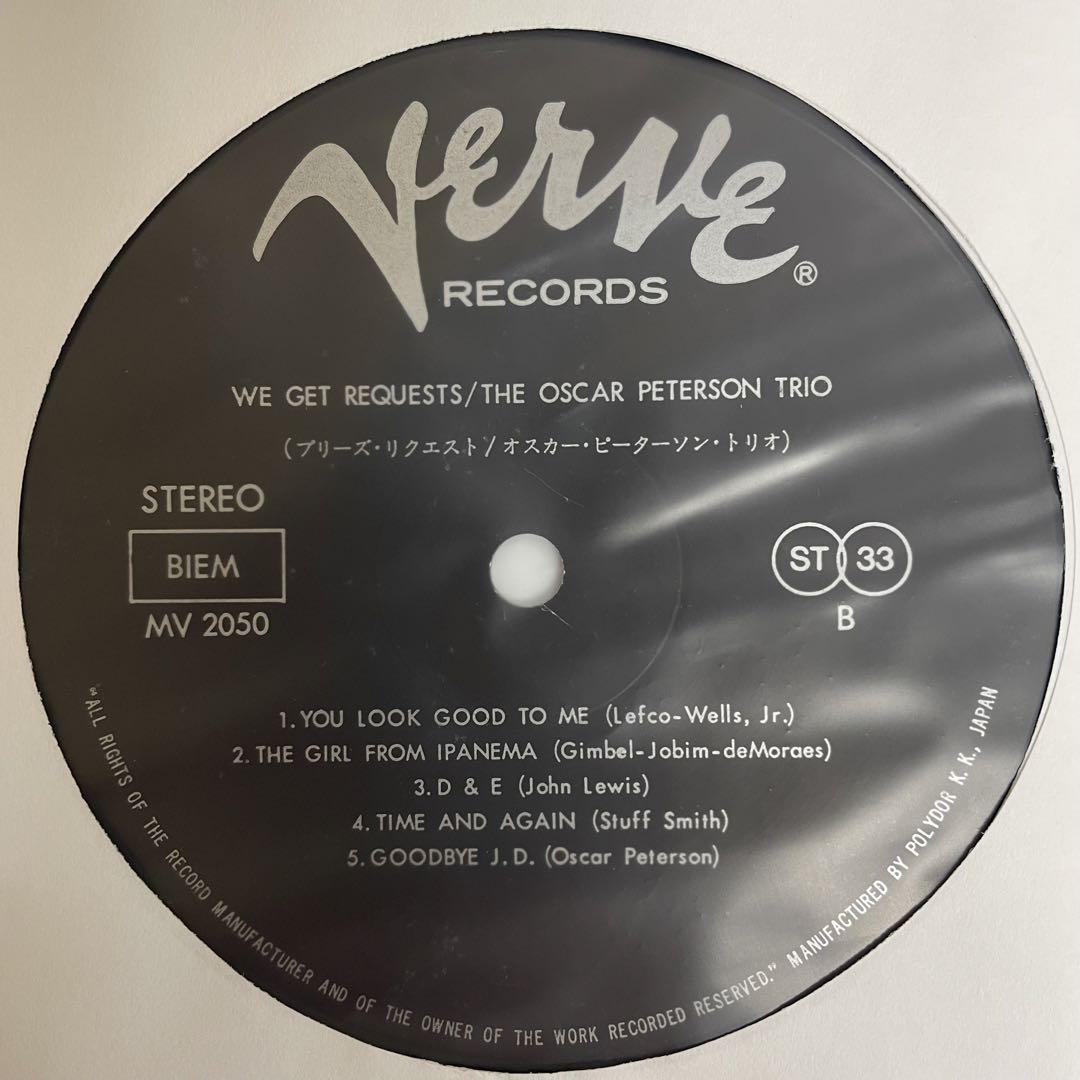 Verve
RECORDS ®
WE GET REQUESTS/THE OSCAR PETERSON TRIO
(プリーズ・リクエスト/オスカー・ピーターソン・トリオ)
STEREO
BIEM
MV 2050
ST 33
B
1. YOU LOOK GOOD TO ME (Lefco-Wells, Jr.)
2. THE GIRL FROM IPANEMA (Gimbel-Jobim-deMoraes)
3. D & E (John Lewis)
4. TIME AND AGAIN (Stuff Smith)
5. GOODBYE J.D. (Oscar Peterson)
"ALL RIGHTS OF THE RECORD MANUFACTURER AND OF THE OWNER OF THE WORK RECORDED RESERVED." MANUFACTURED BY POLYDOR K.K., JAPAN